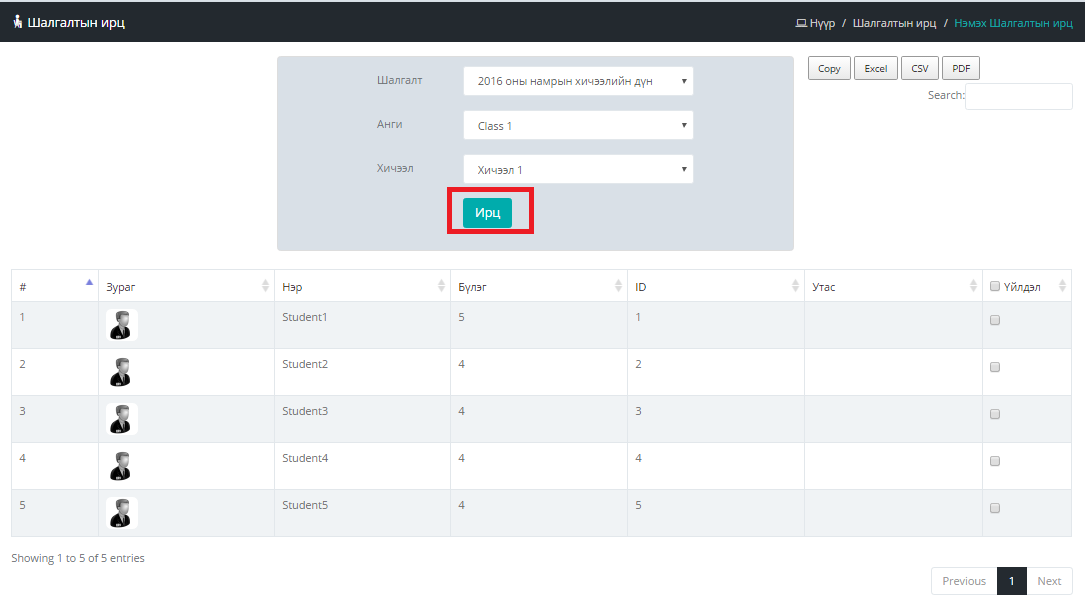 Шалгалтын ирц
Нүүр / Шалгалтын ирц / Нэмэх Шалгалтын ирц
Шалгалт 2016 оны намрын хичээлийн дүн
Анги Class 1
Хичээл Хичээл 1
Ирц
Copy Excel CSV PDF
Search:
# Зураг Нэр Бүлэг ID Утас Үйлдэл
1 Student1 5 1
2 Student2 4 2
3 Student3 4 3
4 Student4 4 4
5 Student5 4 5
Showing 1 to 5 of 5 entries
Previous 1 Next